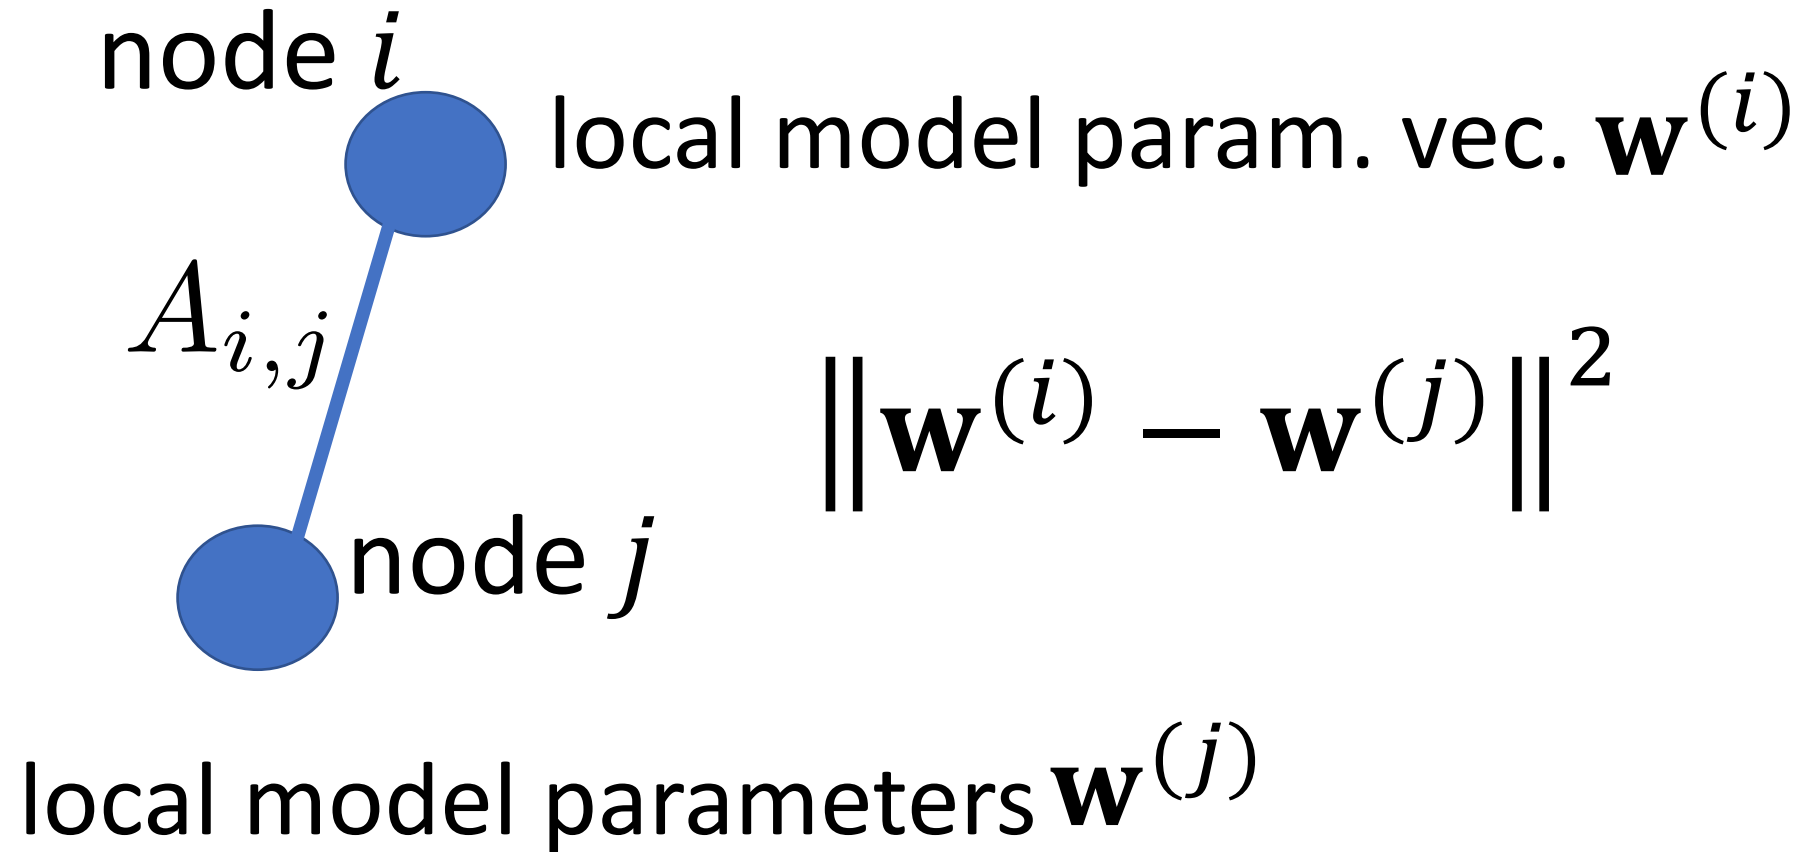 node i
local model param. vec. w^(i)
A_{i,j}
‖w^(i) − w^(j)‖^2
node j
local model parameters w^(j)